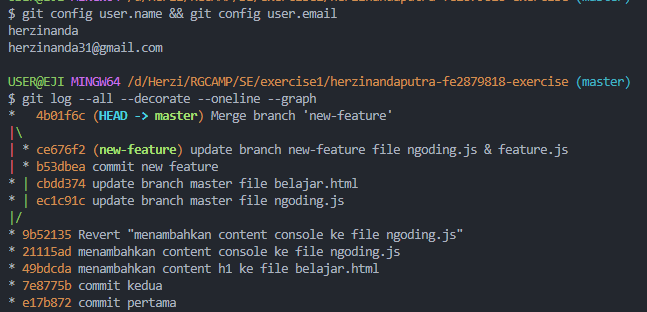 $ git config user.name && git config user.email
herzinanda
herzinanda31@gmail.com
USER@EJI MINGW64 /d/Herzi/RGCAMP/SE/exercise1/herzinandaputra-fe2879818-exercise (master)
$ git log --all --decorate --oneline --graph
*   4b01f6c (HEAD -> master) Merge branch 'new-feature'
|\
| * ce676f2 (new-feature) update branch new-feature file ngoding.js & feature.js
| * b53dbea commit new feature
* | cbdd374 update branch master file belajar.html
* | ec1c91c update branch master file ngoding.js
|/
* 9b52135 Revert "menambahkan content console ke file ngoding.js"
* 21115ad menambahkan content console ke file ngoding.js
* 49bdcda menambahkan content h1 ke file belajar.html
* 7e8775b commit kedua
* e17b872 commit pertama